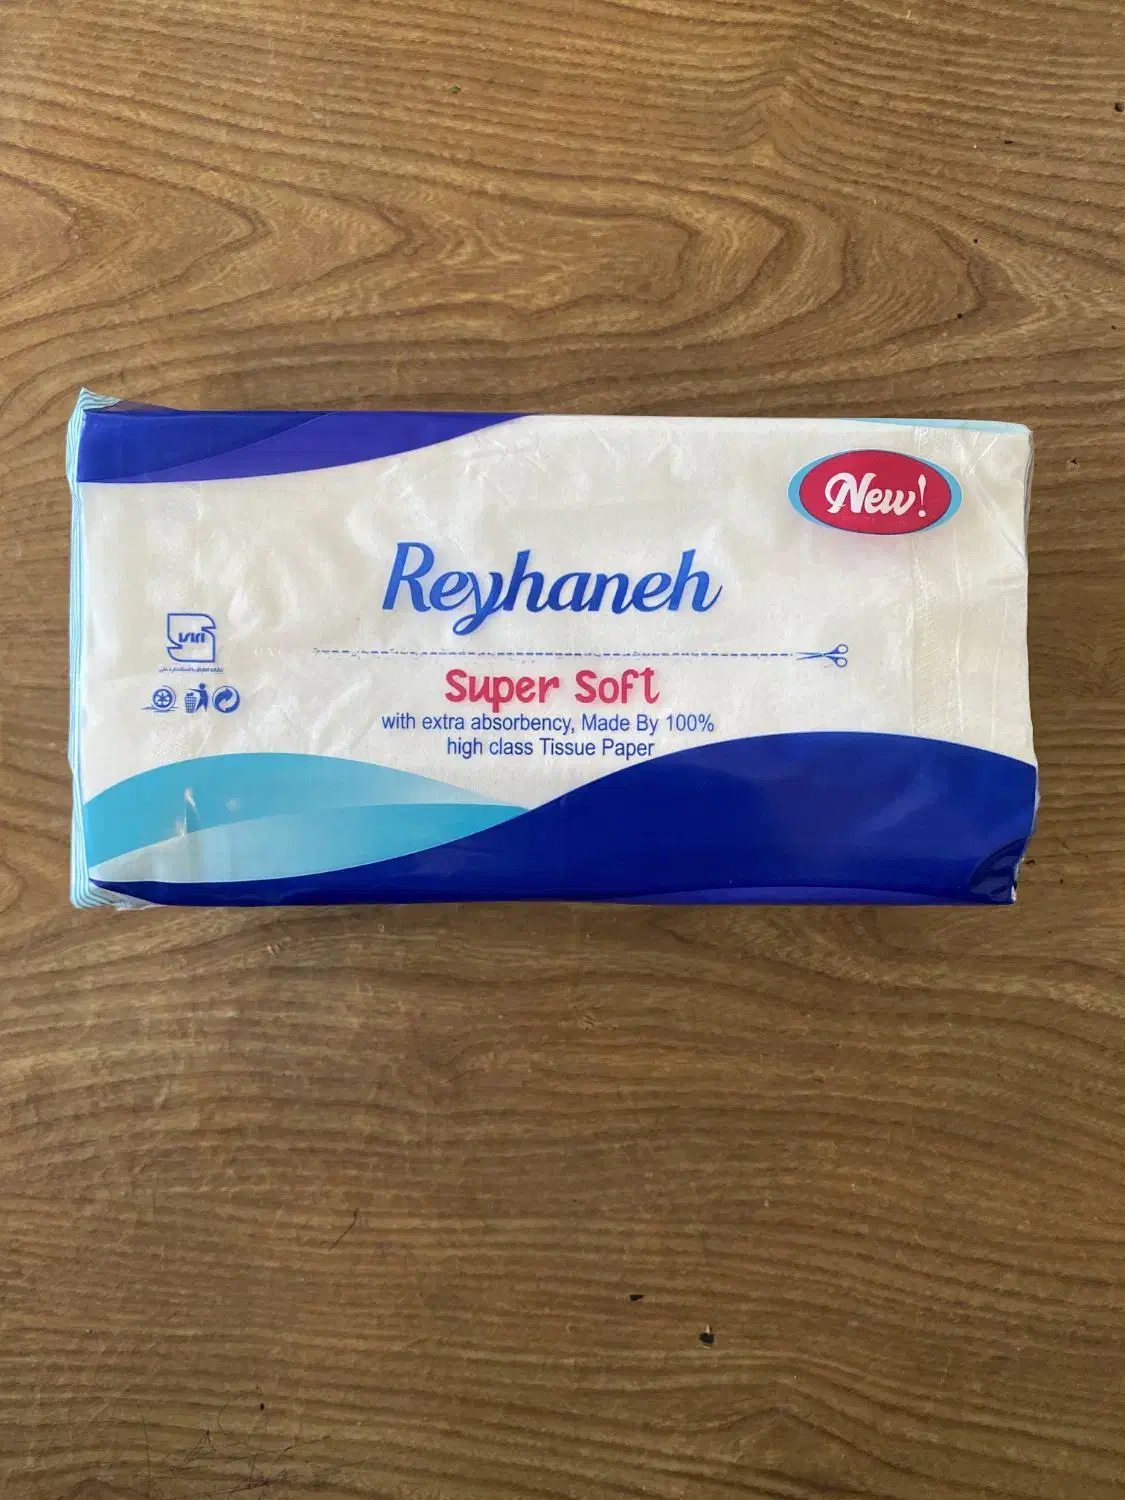 New!
Reyhaneh
Super Soft
with extra absorbency, Made By 100%
high class Tissue Paper